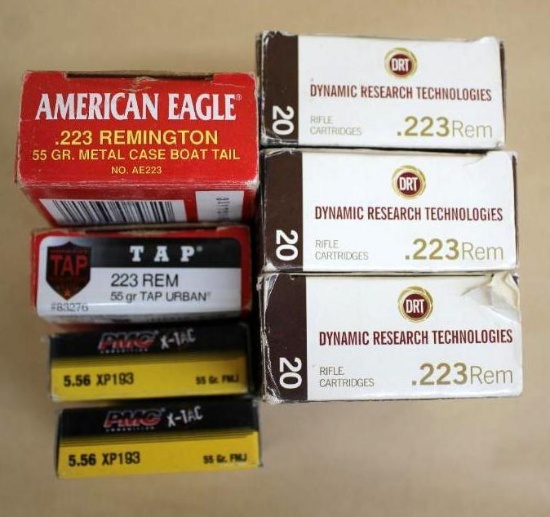 AMERICAN EAGLE®
.223 REMINGTON
55 GR. METAL CASE BOAT TAIL
NO. AE223
TAP
TAP®
223 REM
55 gr TAP URBAN®
#83276
PMC X-TAC
AMMUNITION
5.56 XP193 55 Gr. FMJ
PMC X-TAC
AMMUNITION
5.56 XP193 55 Gr. FMJ
DRT
DYNAMIC RESEARCH TECHNOLOGIES
20
RIFLE
CARTRIDGES .223Rem
DRT
DYNAMIC RESEARCH TECHNOLOGIES
20
RIFLE
CARTRIDGES .223Rem
DRT
DYNAMIC RESEARCH TECHNOLOGIES
20
RIFLE
CARTRIDGES .223Rem